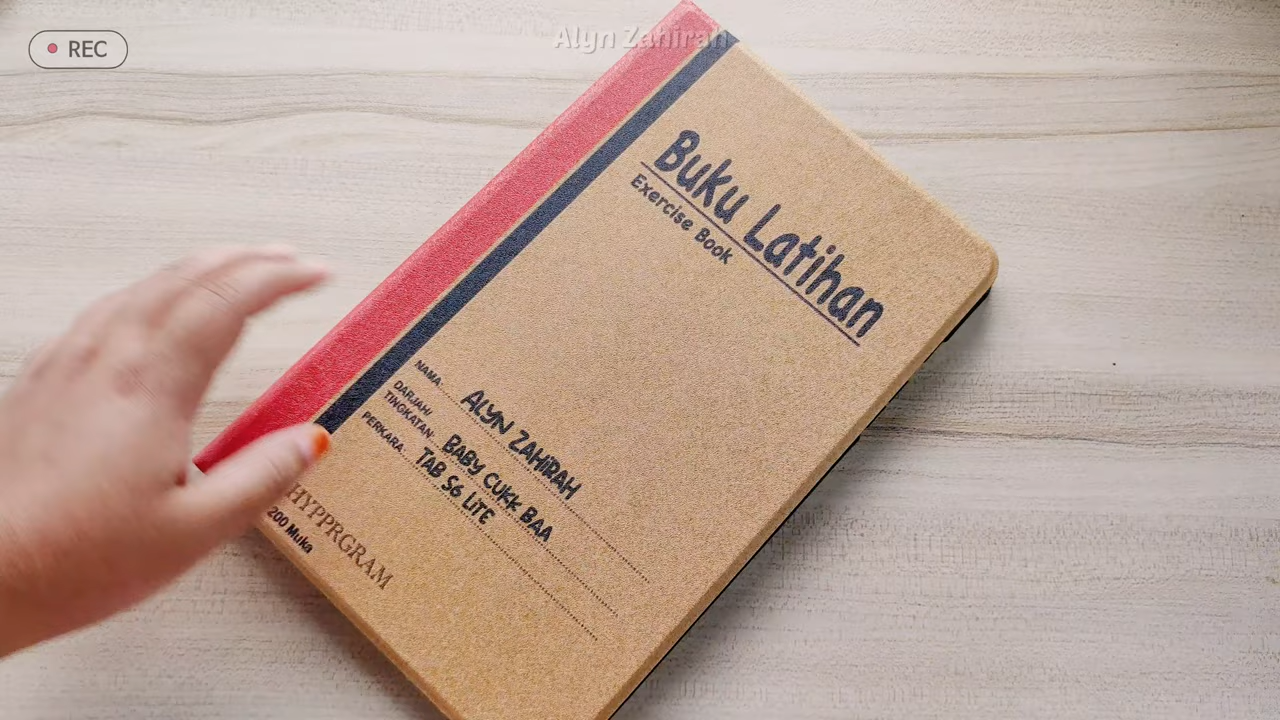 REC
Alyn Zahirah
Buku Latihan
Exercise Book
NAMA: ALYN ZAHIRAH
DARJAH/
TINGKATAN: BABY CUKK BAA
PERKARA: TAB S6 LiTE
HYPPRGRAM
200 Muka